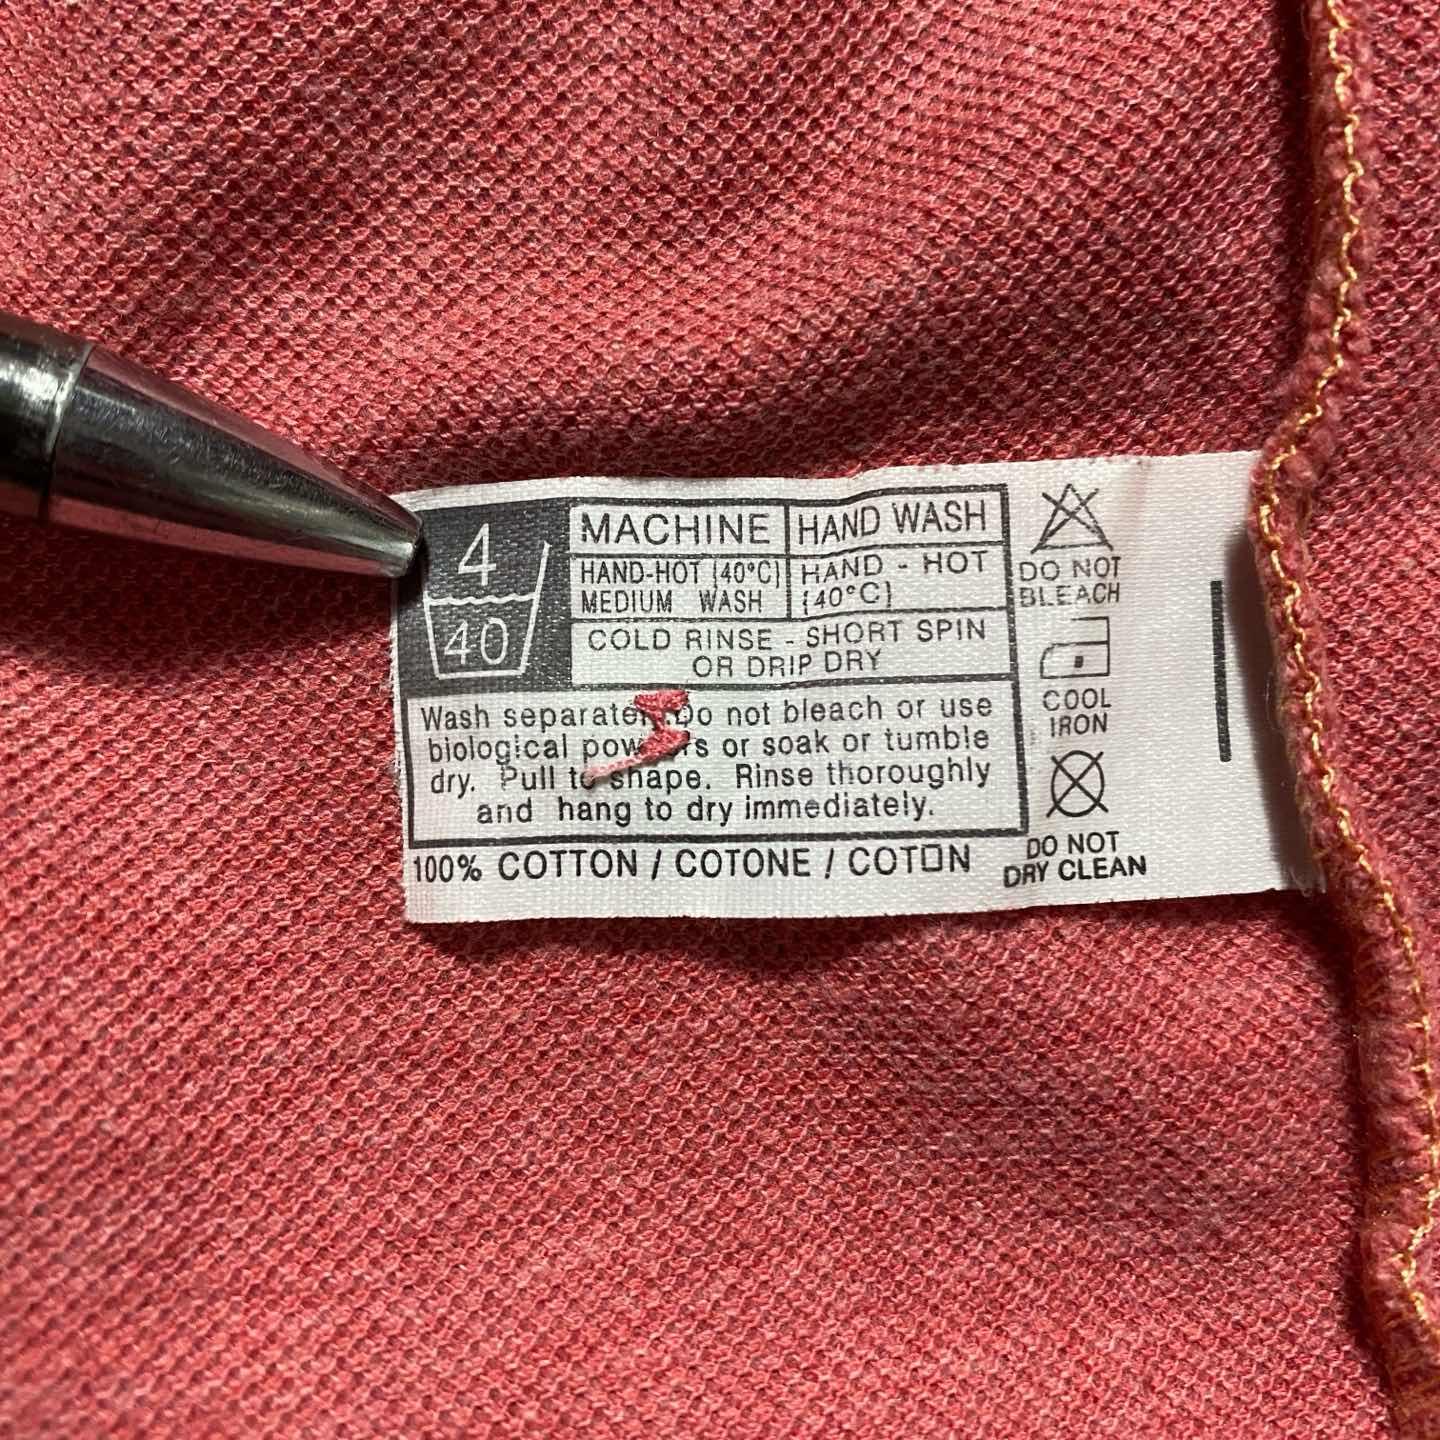 4
40
MACHINE
HAND WASH
HAND-HOT (40°C)
MEDIUM WASH
HAND - HOT
(40°C)
COLD RINSE - SHORT SPIN
OR DRIP DRY
Wash Do not bleach or use
biological or soak or tumble
dry. Pull to shape. Rinse thoroughly
and hang to dry immediately.
100% COTTON / COTONE / COTON
DO NOT
BLEACH
COOL
IRON
DO NOT
DRY CLEAN